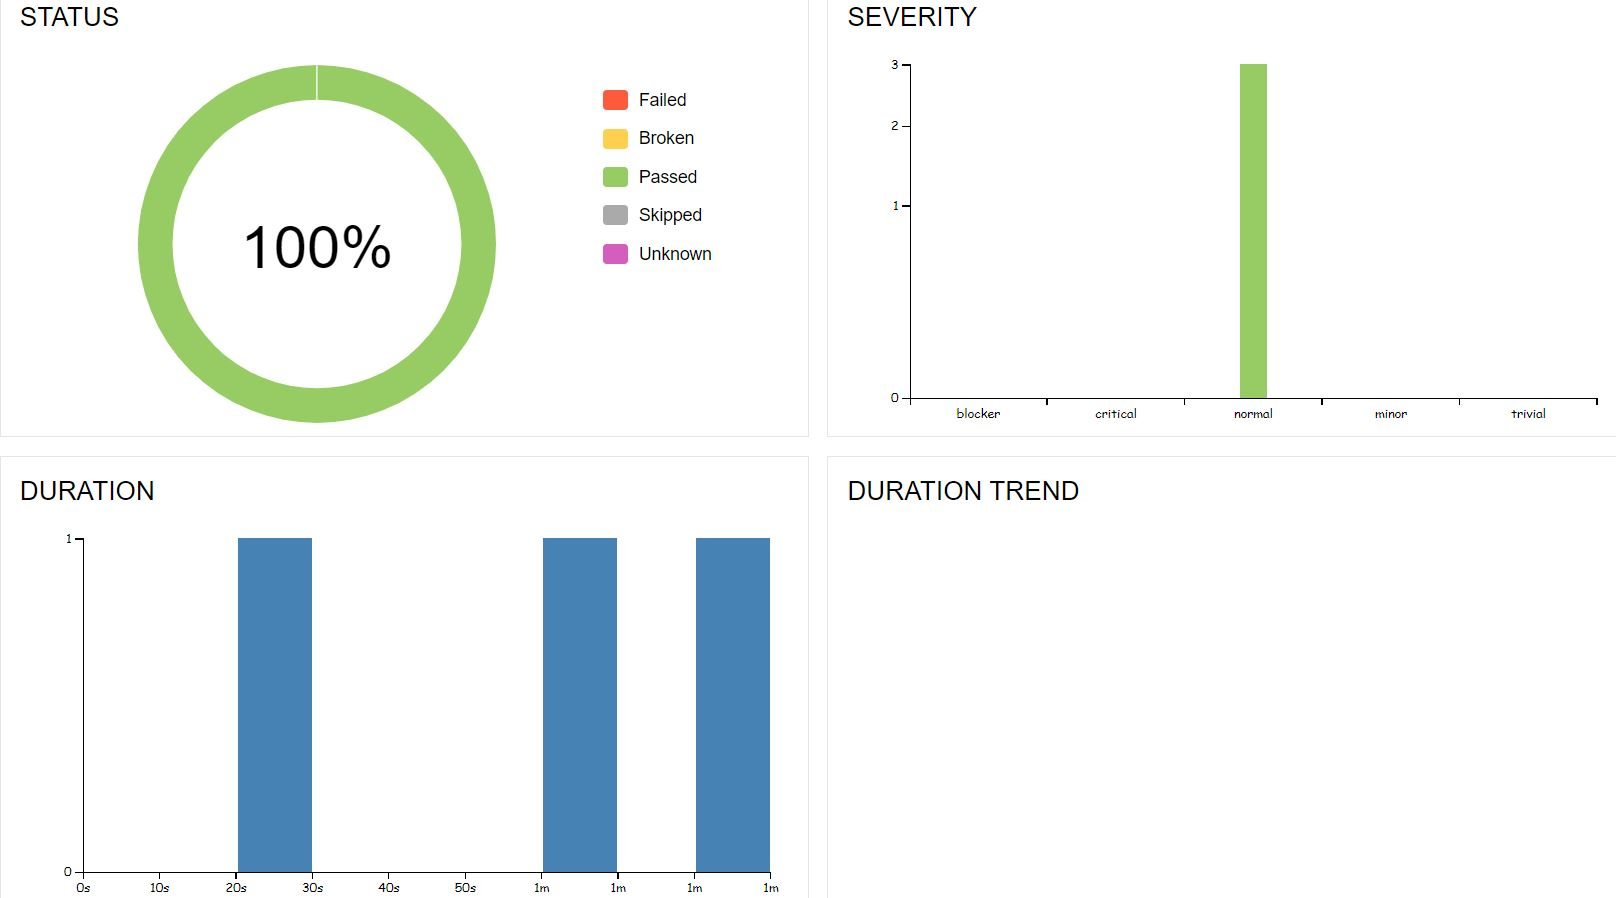 STATUS
100%
Failed
Broken
Passed
Skipped
Unknown
SEVERITY
3
2
1
0
blocker critical normal minor trivial
DURATION
1
0
0s 10s 20s 30s 40s 50s 1m 1m 1m 1m
DURATION TREND